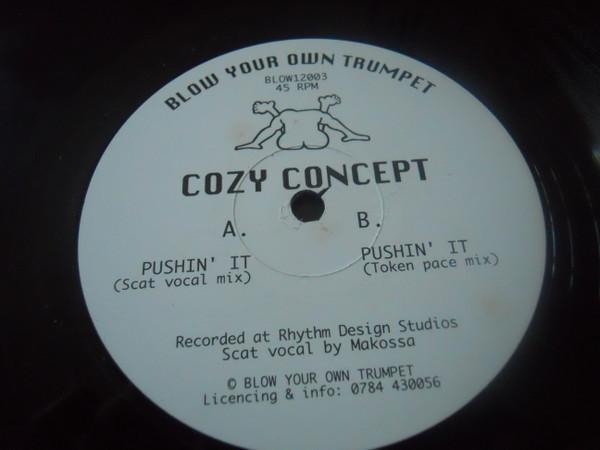 BLOW YOUR OWN TRUMPET
BLOW12003
45 RPM
COZY CONCEPT
A.
PUSHIN' IT
(Scat vocal mix)
B.
PUSHIN' IT
(Token pace mix)
Recorded at Rhythm Design Studios
Scat vocal by Makossa
© BLOW YOUR OWN TRUMPET
Licencing & info: 0784 430056